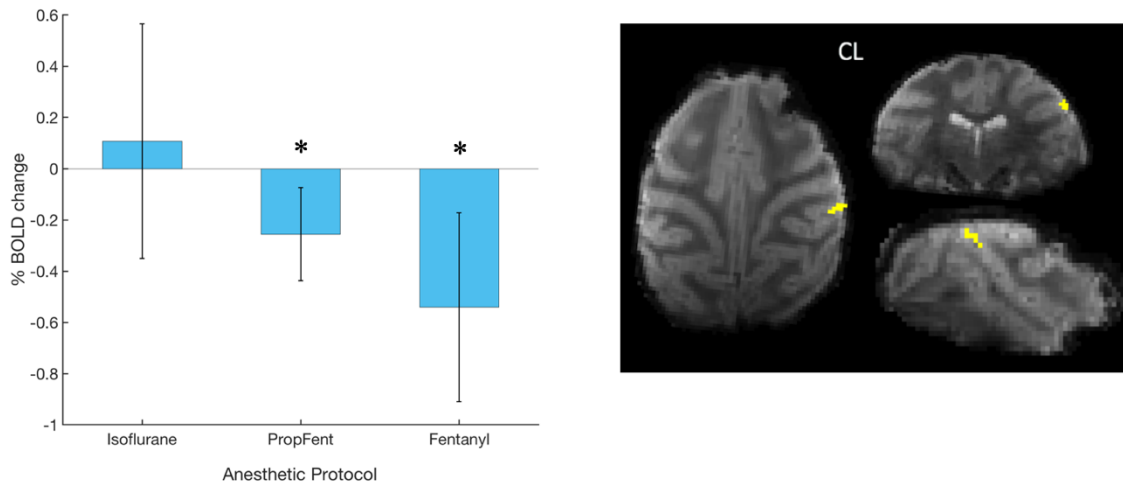 0.6
0.4
0.2
0
-0.2
-0.4
-0.6
-0.8
-1
% BOLD change
* *
Isoflurane PropFent Fentanyl
Anesthetic Protocol
CL